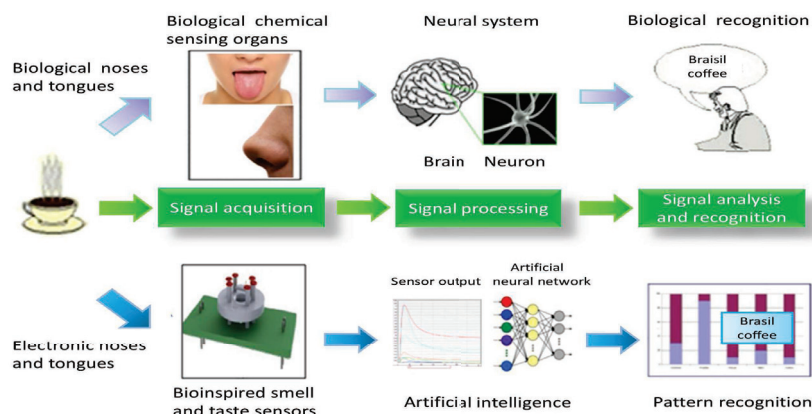 Biological noses
and tongues
Biological chemical
sensing organs
Neural system
Biological recognition
Braisil
coffee
Brain Neuron
Signal acquisition
Signal processing
Signal analysis
and recognition
Electronic noses
and tongues
Bioinspired smell
and taste sensors
Sensor output
Artificial
neural network
Artificial intelligence
Brasil
coffee
Pattern recognition